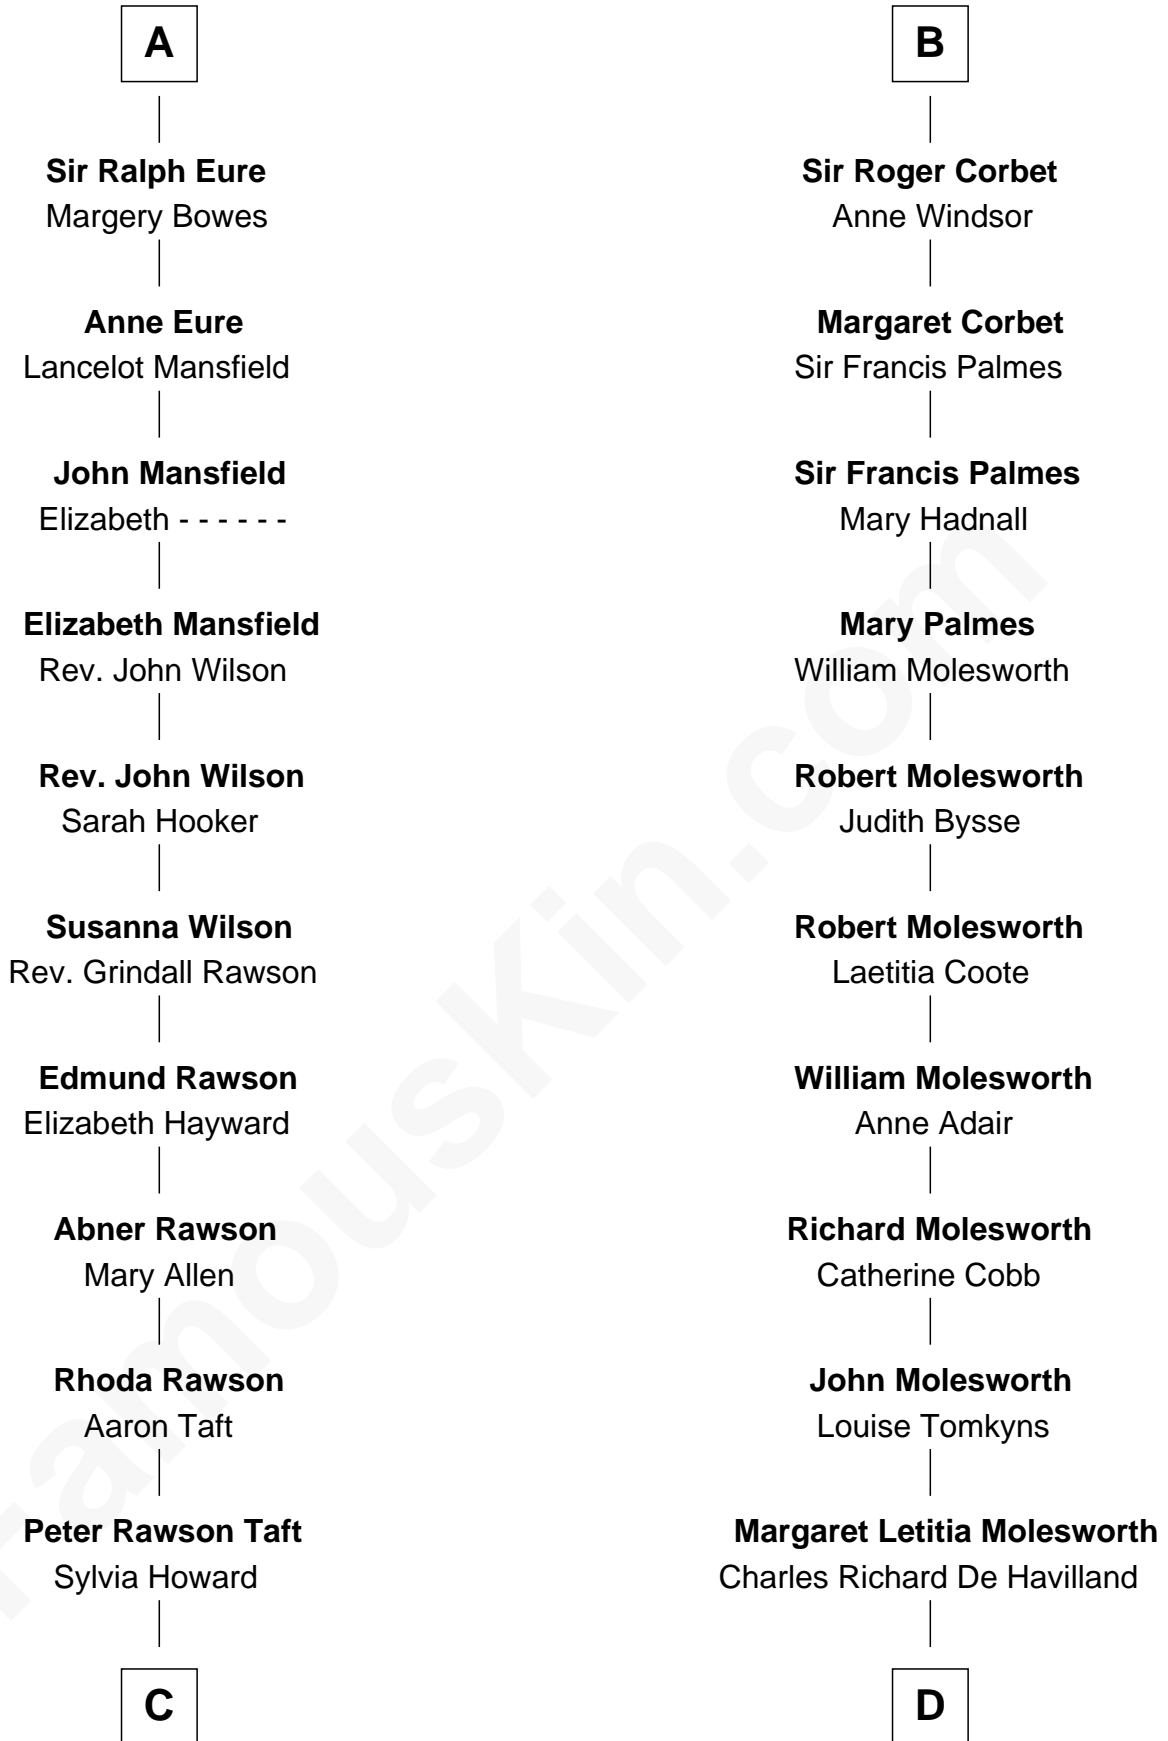 A
Sir Ralph Eure
Margery Bowes
Anne Eure
Lancelot Mansfield
John Mansfield
Elizabeth - - - - - -
Elizabeth Mansfield
Rev. John Wilson
Rev. John Wilson
Sarah Hooker
Susanna Wilson
Rev. Grindall Rawson
Edmund Rawson
Elizabeth Hayward
Abner Rawson
Mary Allen
Rhoda Rawson
Aaron Taft
Peter Rawson Taft
Sylvia Howard
C
B
Sir Roger Corbet
Anne Windsor
Margaret Corbet
Sir Francis Palmes
Sir Francis Palmes
Mary Hadnall
Mary Palmes
William Molesworth
Robert Molesworth
Judith Bysse
Robert Molesworth
Laetitia Coote
William Molesworth
Anne Adair
Richard Molesworth
Catherine Cobb
John Molesworth
Louise Tomkyns
Margaret Letitia Molesworth
Charles Richard De Havilland
D
FamousKin.com